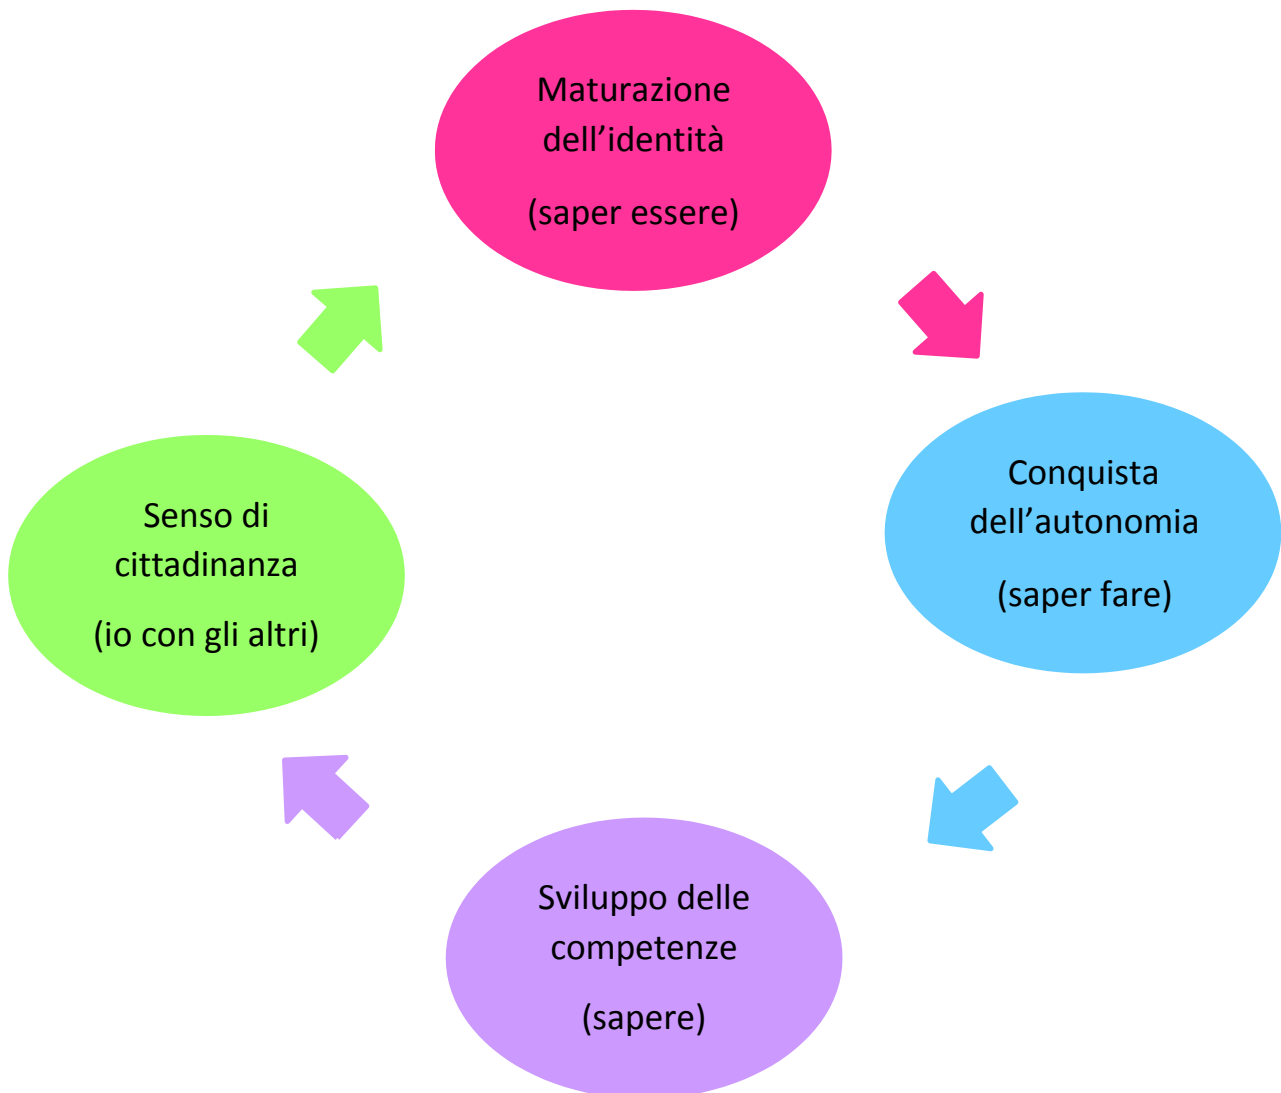 Maturazione
dell’identità
(saper essere)
Conquista
dell’autonomia
(saper fare)
Sviluppo delle
competenze
(sapere)
Senso di
cittadinanza
(io con gli altri)